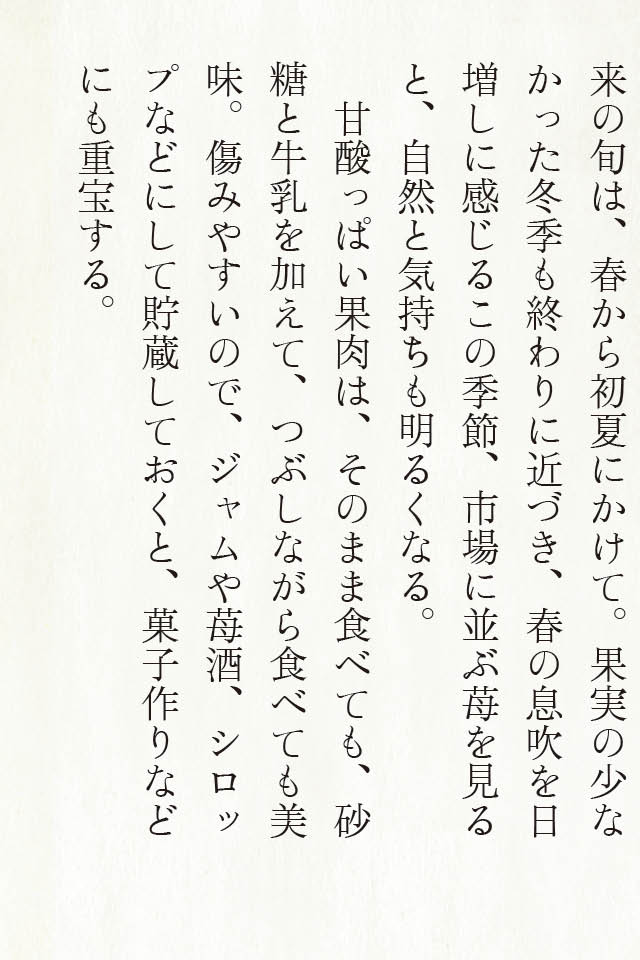 来の旬は、春から初夏にかけて。果実の少な
かった冬季も終わりに近づき、春の息吹を日
増しに感じるこの季節、市場に並ぶ苺を見る
と、自然と気持ちも明るくなる。
　甘酸っぱい果肉は、そのまま食べても、砂
糖と牛乳を加えて、つぶしながら食べても美
味。傷みやすいので、ジャムや苺酒、シロッ
プなどにして貯蔵しておくと、菓子作りなど
にも重宝する。